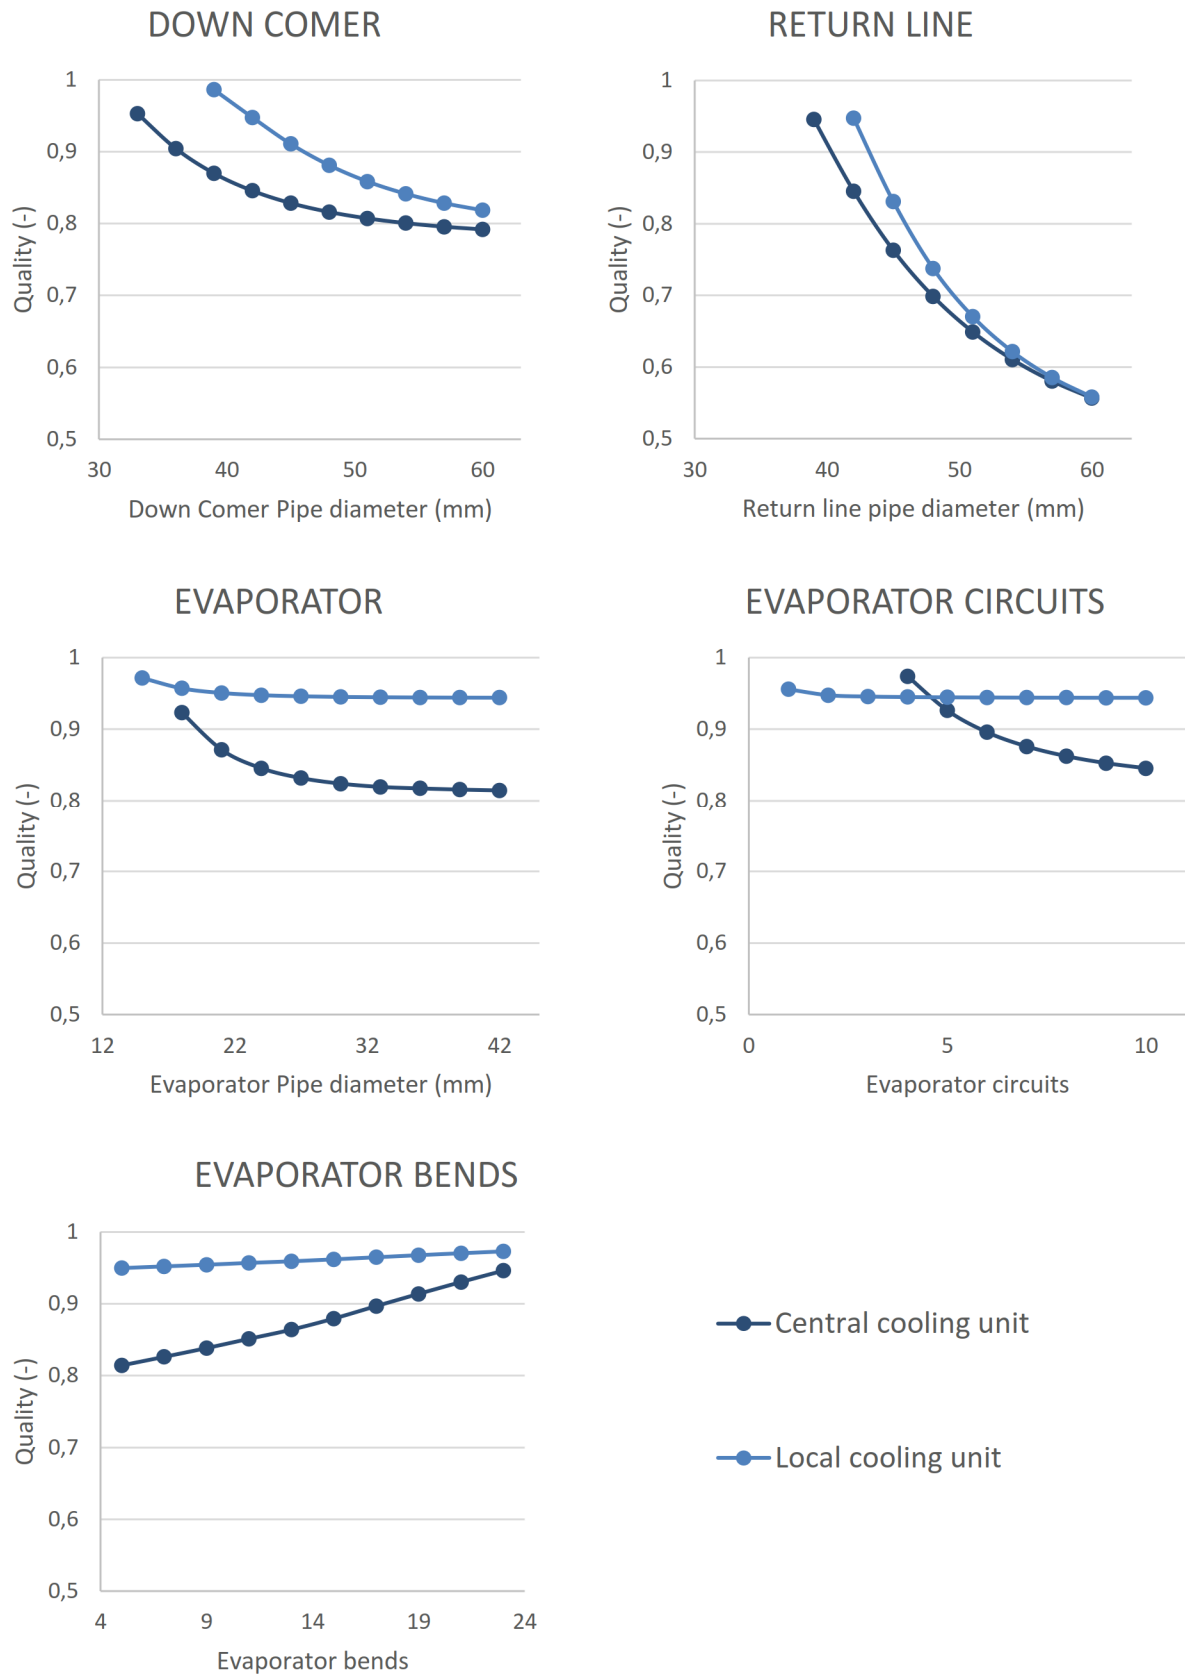 DOWN COMER
1
0,9
0,8
0,7
0,6
0,5
Quality (-)
30 40 50 60
Down Comer Pipe diameter (mm)
RETURN LINE
1
0,9
0,8
0,7
0,6
0,5
Quality (-)
30 40 50 60
Return line pipe diameter (mm)
EVAPORATOR
1
0,9
0,8
0,7
0,6
0,5
Quality (-)
12 22 32 42
Evaporator Pipe diameter (mm)
EVAPORATOR CIRCUITS
1
0,9
0,8
0,7
0,6
0,5
Quality (-)
0 5 10
Evaporator circuits
EVAPORATOR BENDS
1
0,9
0,8
0,7
0,6
0,5
Quality (-)
4 9 14 19 24
Evaporator bends
Central cooling unit
Local cooling unit